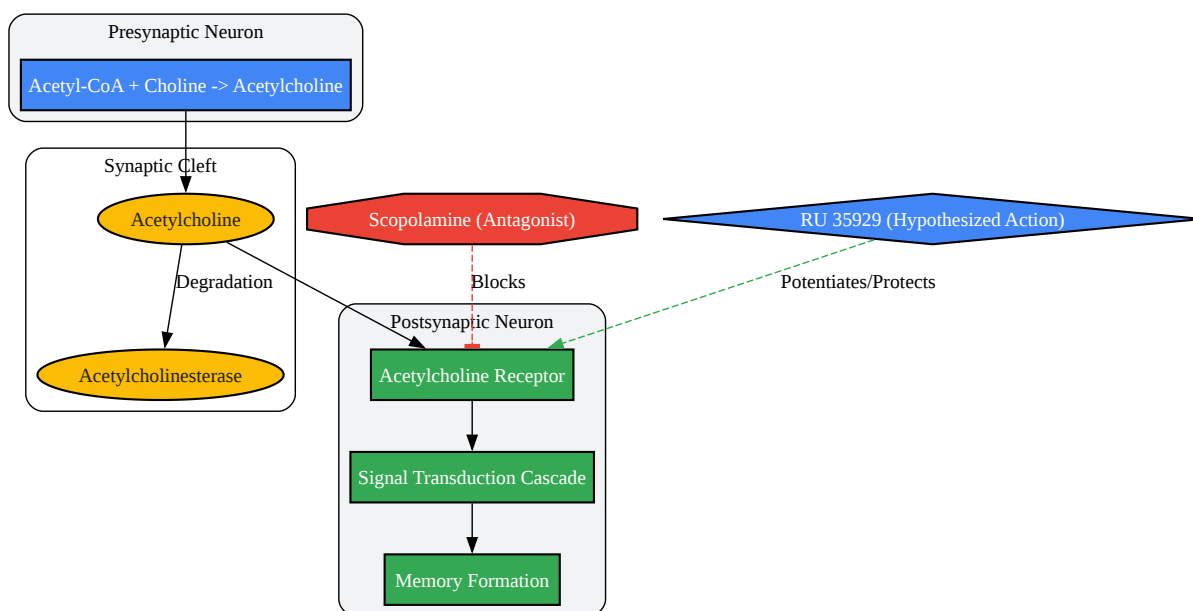 Presynaptic Neuron
Acetyl-CoA + Choline -> Acetylcholine
Synaptic Cleft
Acetylcholine
Scopolamine (Antagonist)
RU 35929 (Hypothesized Action)
Degradation
Blocks
Potentiates/Protects
Postsynaptic Neuron
Acetylcholinesterase
Acetylcholine Receptor
Signal Transduction Cascade
Memory Formation